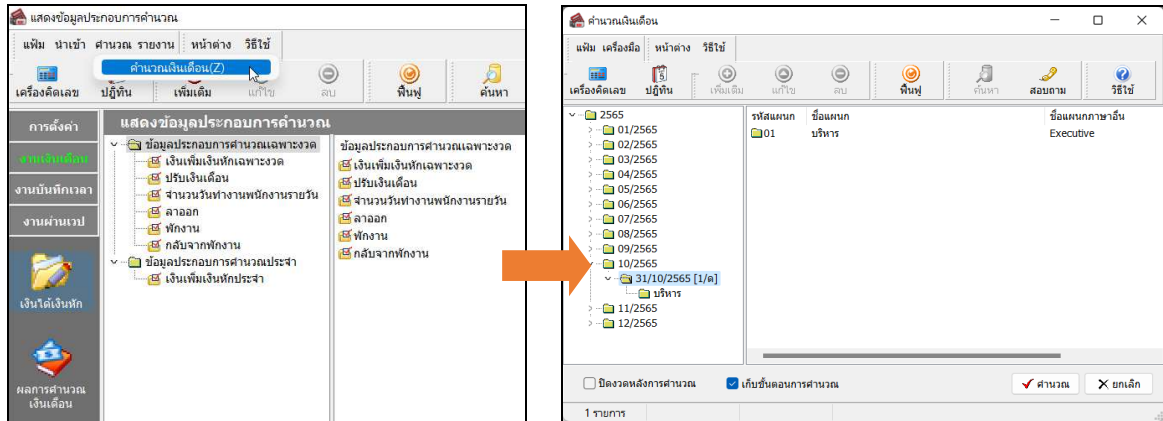 แสดงข้อมูลประกอบการคำนวณ
แฟ้ม นำเข้า คำนวณ รายงาน หน้าต่าง วิธีใช้
คำนวณเงินเดือน(Z)
เครื่องคิดเลข ปฏิทิน เพิ่มเติม แก้ไข ลบ ฟื้นฟู ค้นหา
การตั้งค่า
งานเงินเดือน
งานบันทึกเวลา
งานผ่านเวป
เงินได้เงินหัก
ผลการคำนวณ
เงินเดือน
แสดงข้อมูลประกอบการคำนวณ
ข้อมูลประกอบการคำนวณเฉพาะงวด
เงินเพิ่มเงินหักเฉพาะงวด
ปรับเงินเดือน
จำนวนวันทำงานพนักงานรายวัน
ลาออก
พักงาน
กลับจากพักงาน
ข้อมูลประกอบการคำนวณประจำ
เงินเพิ่มเงินหักประจำ
ข้อมูลประกอบการคำนวณเฉพาะงวด
เงินเพิ่มเงินหักเฉพาะงวด
ปรับเงินเดือน
จำนวนวันทำงานพนักงานรายวัน
ลาออก
พักงาน
กลับจากพักงาน
คำนวณเงินเดือน
แฟ้ม เครื่องมือ หน้าต่าง วิธีใช้
เครื่องคิดเลข ปฏิทิน เพิ่มเติม แก้ไข ลบ ฟื้นฟู ค้นหา สอบถาม วิธีใช้
2565
01/2565
02/2565
03/2565
04/2565
05/2565
06/2565
07/2565
08/2565
09/2565
10/2565
31/10/2565 [1/ด]
บริหาร
11/2565
12/2565
รหัสแผนก ชื่อแผนก ชื่อแผนกภาษาอื่น
01 บริหาร Executive
ปิดงวดหลังการคำนวณ เก็บขั้นตอนการคำนวณ คำนวณ ยกเลิก
1 รายการ